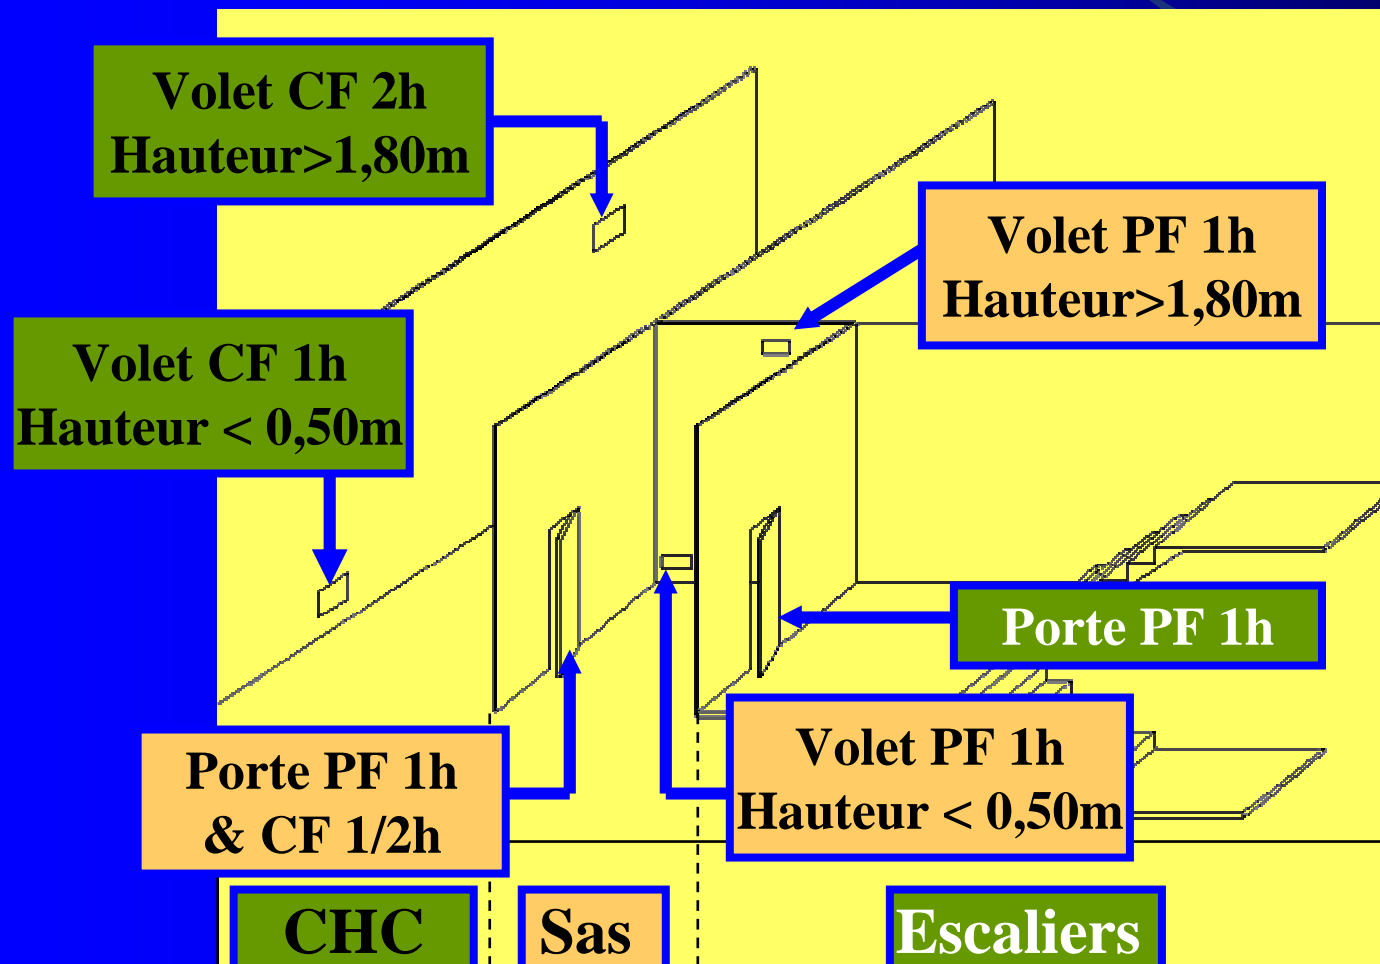 Volet CF 2h
Hauteur>1,80m
Volet PF 1h
Hauteur>1,80m
Volet CF 1h
Hauteur < 0,50m
Porte PF 1h
Porte PF 1h
& CF 1/2h
Volet PF 1h
Hauteur < 0,50m
CHC
Sas
Escaliers